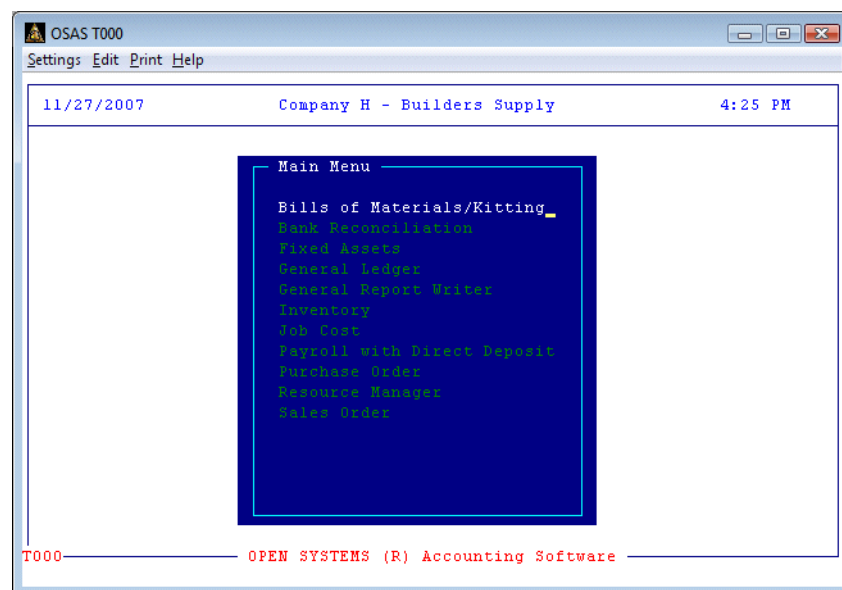 OSAS T000
Settings Edit Print Help
11/27/2007 Company H - Builders Supply 4:25 PM
Main Menu
Bills of Materials/Kitting
Bank Reconciliation
Fixed Assets
General Ledger
General Report Writer
Inventory
Job Cost
Payroll with Direct Deposit
Purchase Order
Resource Manager
Sales Order
T000 OPEN SYSTEMS (R) Accounting Software